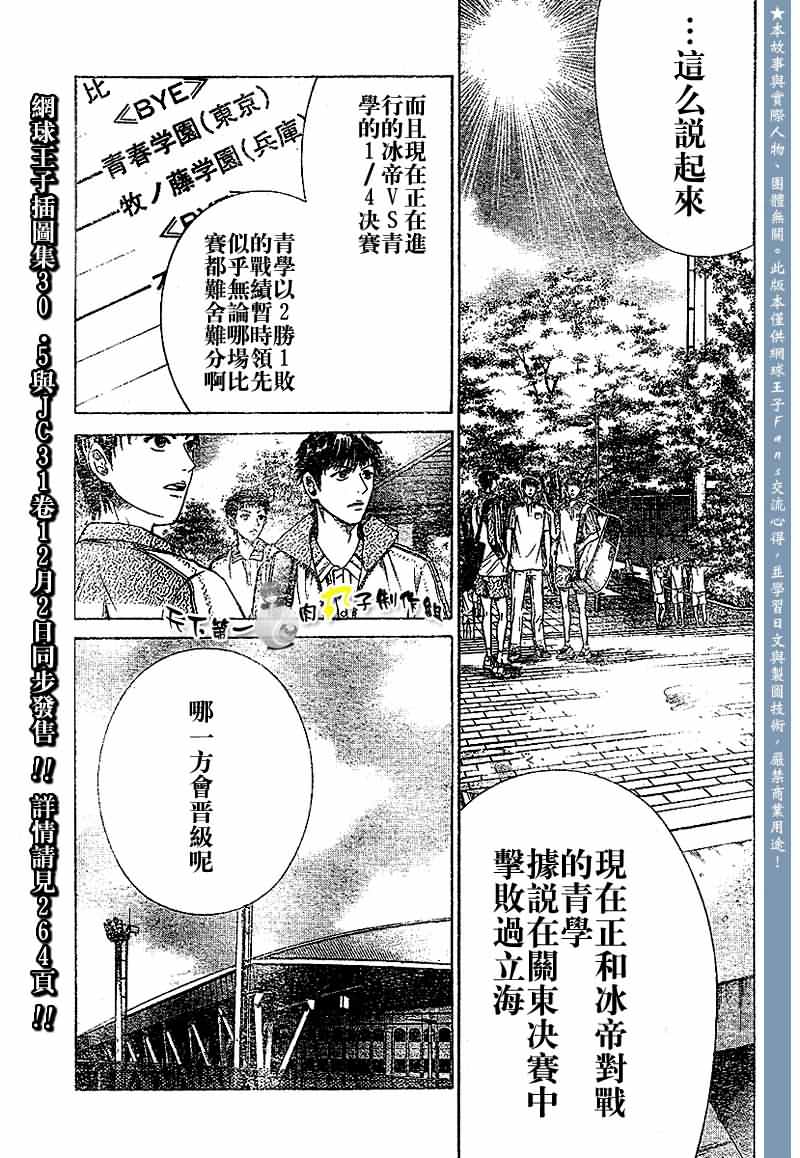 …這么説起來
現在正和冰帝對戰
的青學
據説在關東決賽中
擊敗過立海
而且現在正在進
行的冰帝VS青
學的1/4決賽
青學以2勝1敗
的戰績暫時領先
似乎無論哪場比
賽都難舍難分啊
比
《BYE》
青春学園(東京)
牧ノ藤学園(兵庫)
天下第一
肉丸子制作組
哪一方會晋級呢
網球王子插圖集30.5與JC31卷12月2日同步發售!!詳情請見264頁!!
★本故事與實際人物、團體無關。此版本僅供網球王子Fans交流心得,並學習日文與製圖技術,嚴禁商業用途!